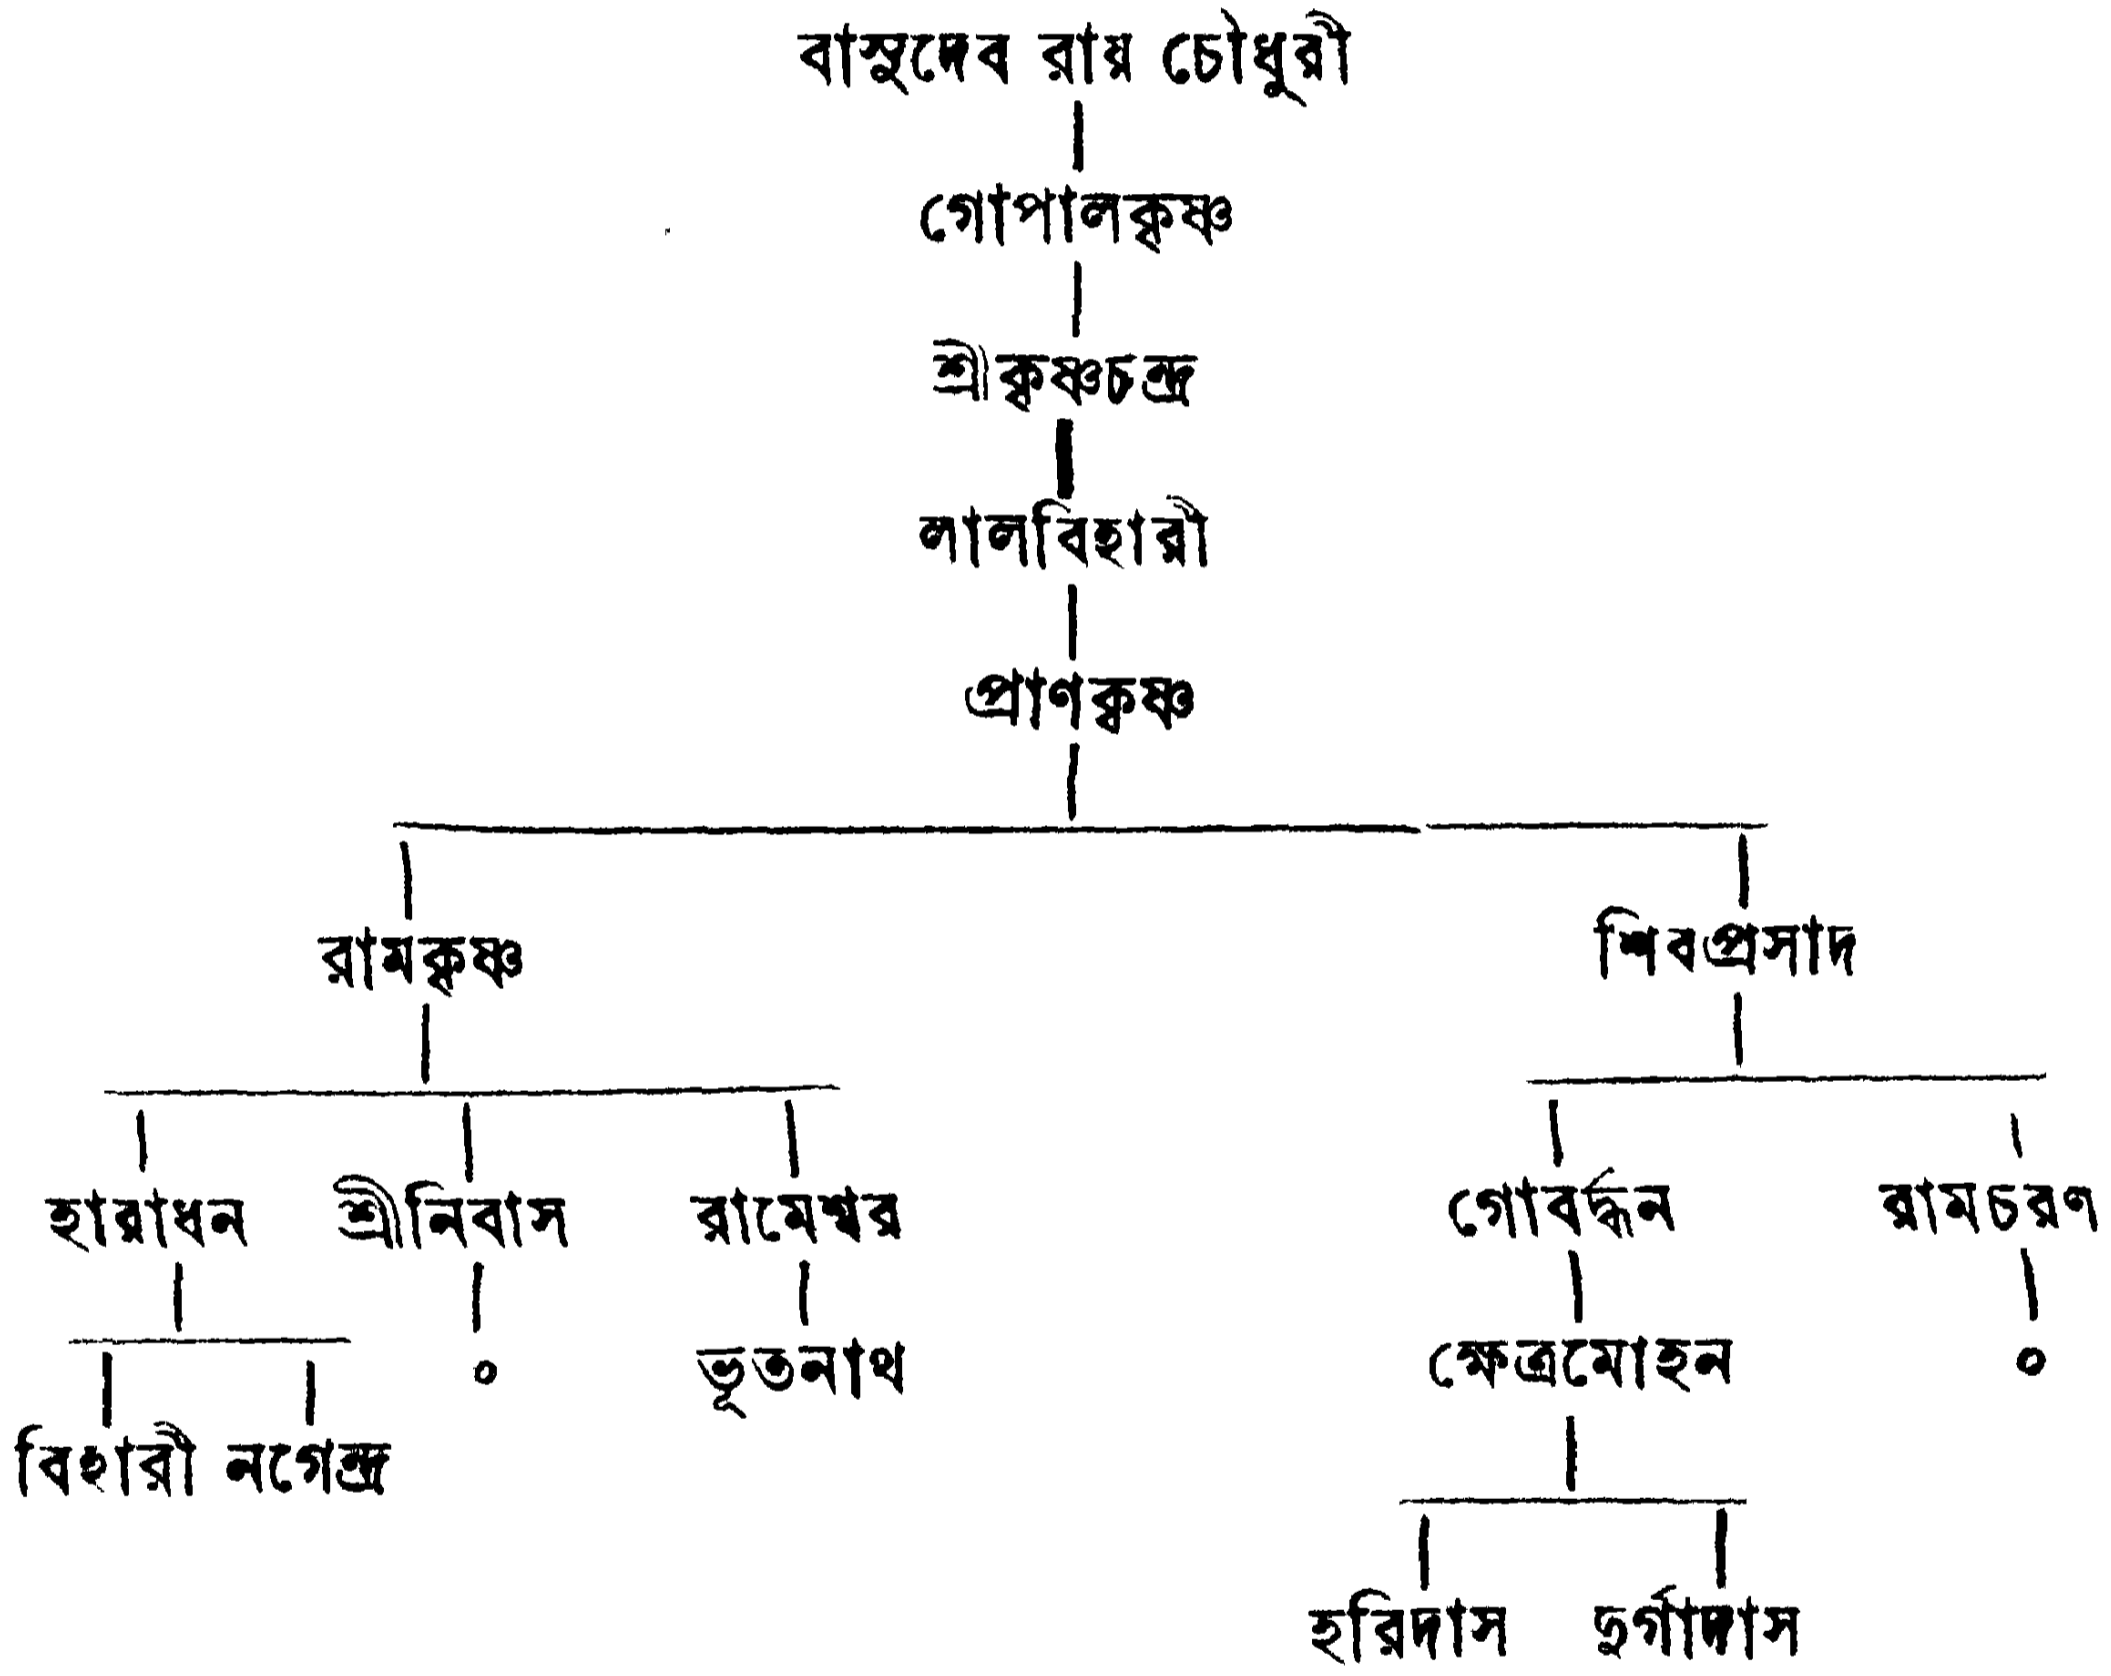 বাসুদেব রায় চৌধুরী
গোপালকৃষ্ণ
শ্রীকৃষ্ণচন্দ্র
লালবিহারী
প্রাণকৃষ্ণ
রামকৃষ্ণ শিবপ্রসাদ
হারাধন শ্রীনিবাস রামেশ্বর গোবর্দ্ধন রামচরণ
০ ভূতনাথ ক্ষেত্রমোহন ০
বিহারী নগেন্দ্র
হরিদাস দুর্গাদাস